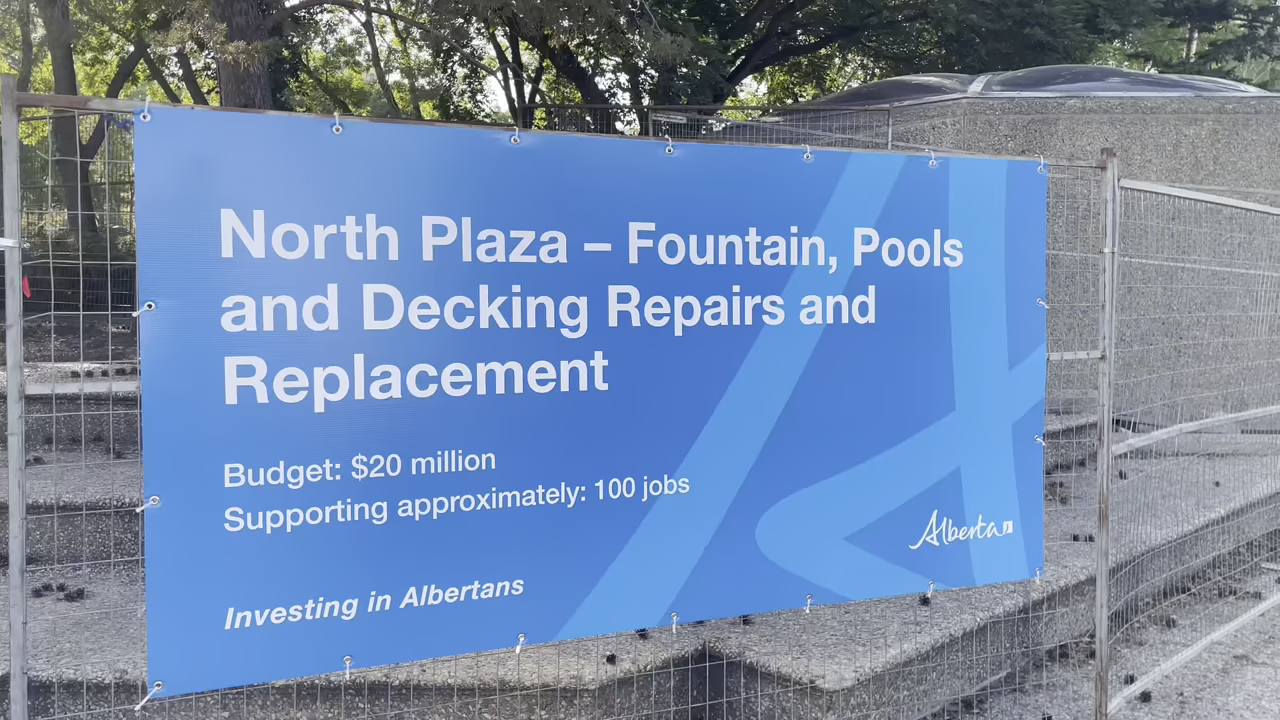 North Plaza – Fountain, Pools
and Decking Repairs and
Replacement
Budget: $20 million
Supporting approximately: 100 jobs
Investing in Albertans
Alberta